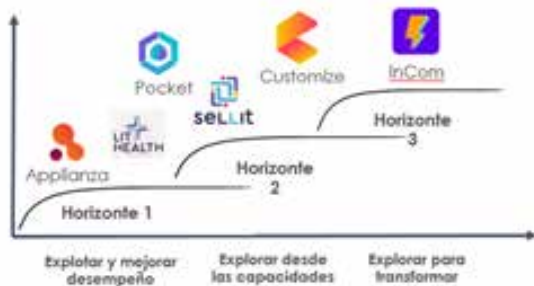 Pocket
Customize
InCom
sellit
LIT
HEALTH
Applianza
Horizonte
3
Horizonte
2
Horizonte 1
Explotar y mejorar
desempeño
Explorar desde
las capacidades
Explorar para
transformar